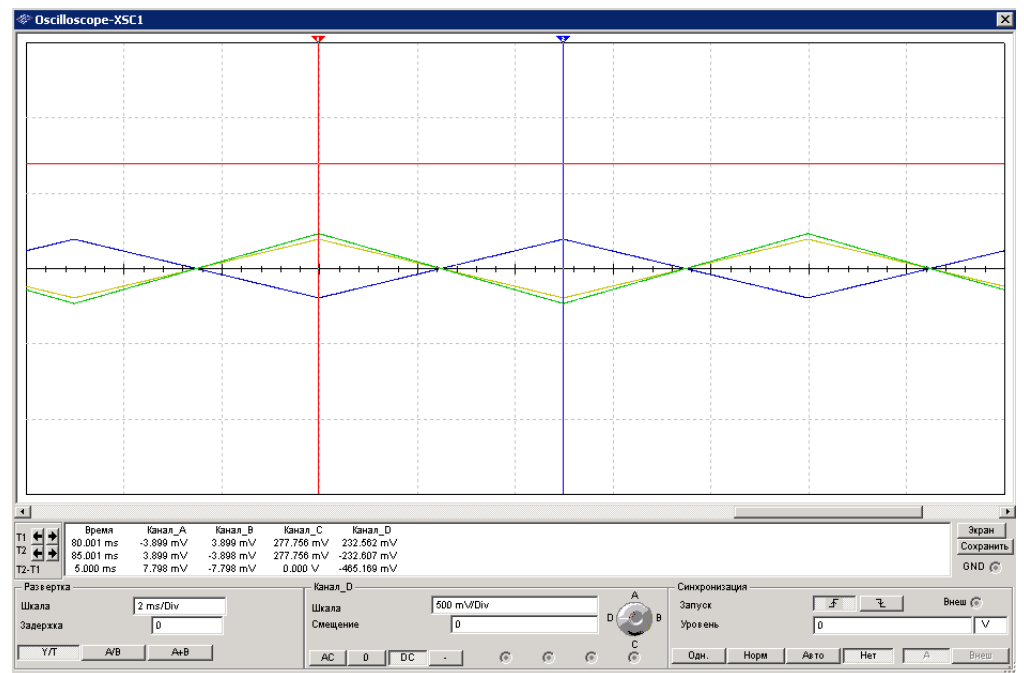 Oscilloscope-XSC1
1
2
Время Канал_A Канал_B Канал_C Канал_D
T1 80.001 ms -3.899 mV 3.899 mV 277.756 mV 232.562 mV
T2 85.001 ms 3.899 mV -3.898 mV 277.756 mV -232.607 mV
T2-T1 5.000 ms 7.798 mV -7.798 mV 0.000 V -465.169 mV
Экран
Сохранить
GND
Развертка
Шкала 2 ms/Div
Задержка 0
Y/T A/B A+B
Канал_D
Шкала 500 mV/Div
Смещение 0
AC 0 DC -
A
D B
C
Синхронизация
Запуск Внеш
Уровень 0 V
Одн. Норм Авто Нет A Внеш